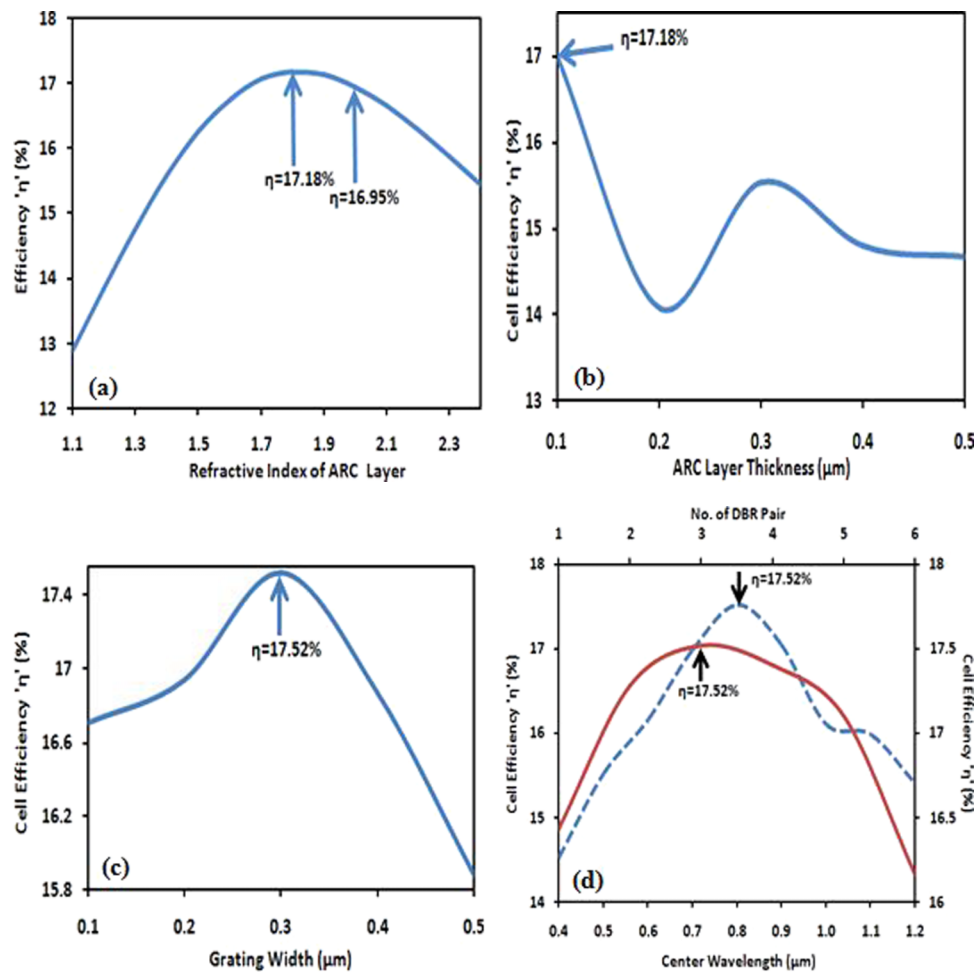 18
17
16
15
14
13
12
Efficiency 'η' (%)
η=17.18%
η=16.95%
(a)
1.1 1.3 1.5 1.7 1.9 2.1 2.3
Refractive Index of ARC Layer
17
16
15
14
13
Cell Efficiency 'η' (%)
η=17.18%
(b)
0.1 0.2 0.3 0.4 0.5
ARC Layer Thickness (µm)
17.4
17
16.6
16.2
15.8
Cell Efficiency 'η' (%)
η=17.52%
(c)
0.1 0.2 0.3 0.4 0.5
Grating Width (µm)
No. of DBR Pair
1 2 3 4 5 6
18
17
16
15
14
Cell Efficiency 'η' (%)
η=17.52%
η=17.52%
(d)
18
17.5
17
16.5
16
Cell Efficiency 'η'
(%)
0.4 0.5 0.6 0.7 0.8 0.9 1.0 1.1 1.2
Center Wavelength (µm)